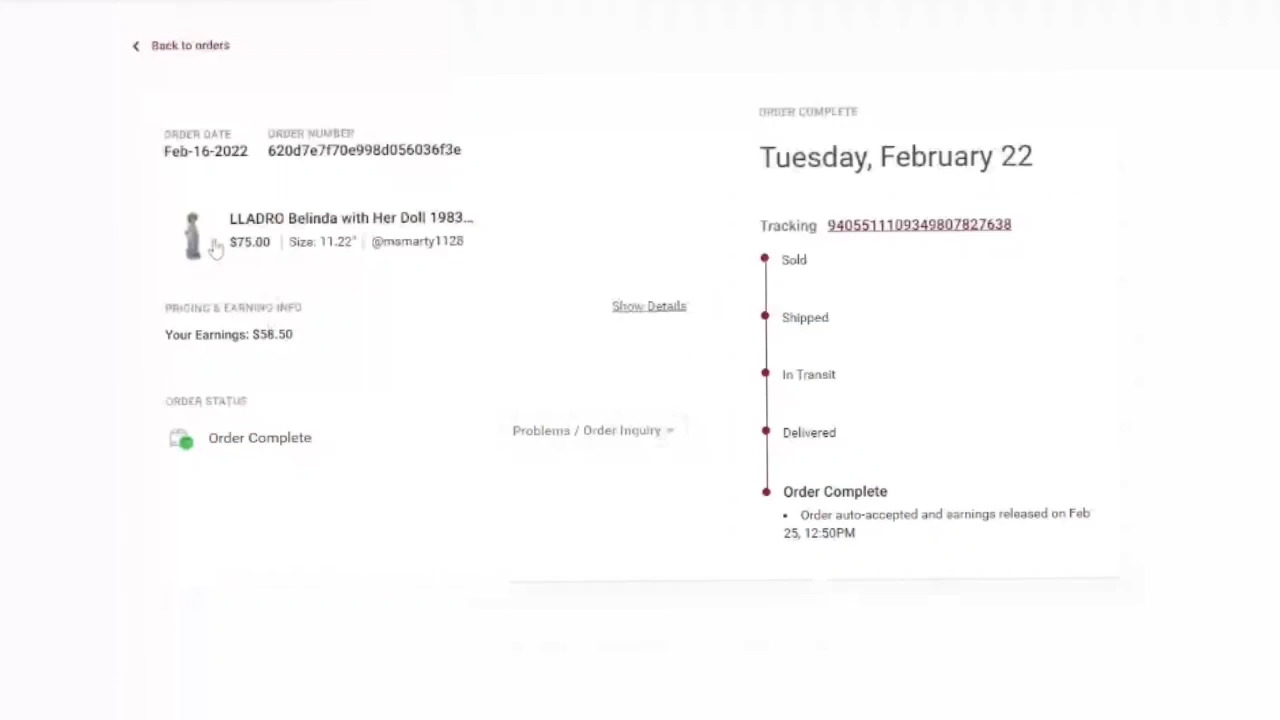 Back to orders
ORDER DATE
ORDER NUMBER
Feb-16-2022
620d7e7f70e998d056036f3e
LLADRO Belinda with Her Doll 1983...
$75.00 | Size: 11.22" | @msmarty1128
PRICING & EARNING INFO
Show Details
Your Earnings: $58.50
ORDER STATUS
Order Complete
Problems / Order Inquiry
ORDER COMPLETE
Tuesday, February 22
Tracking 9405511109349807827638
Sold
Shipped
In Transit
Delivered
Order Complete
• Order auto-accepted and earnings released on Feb
25, 12:50PM